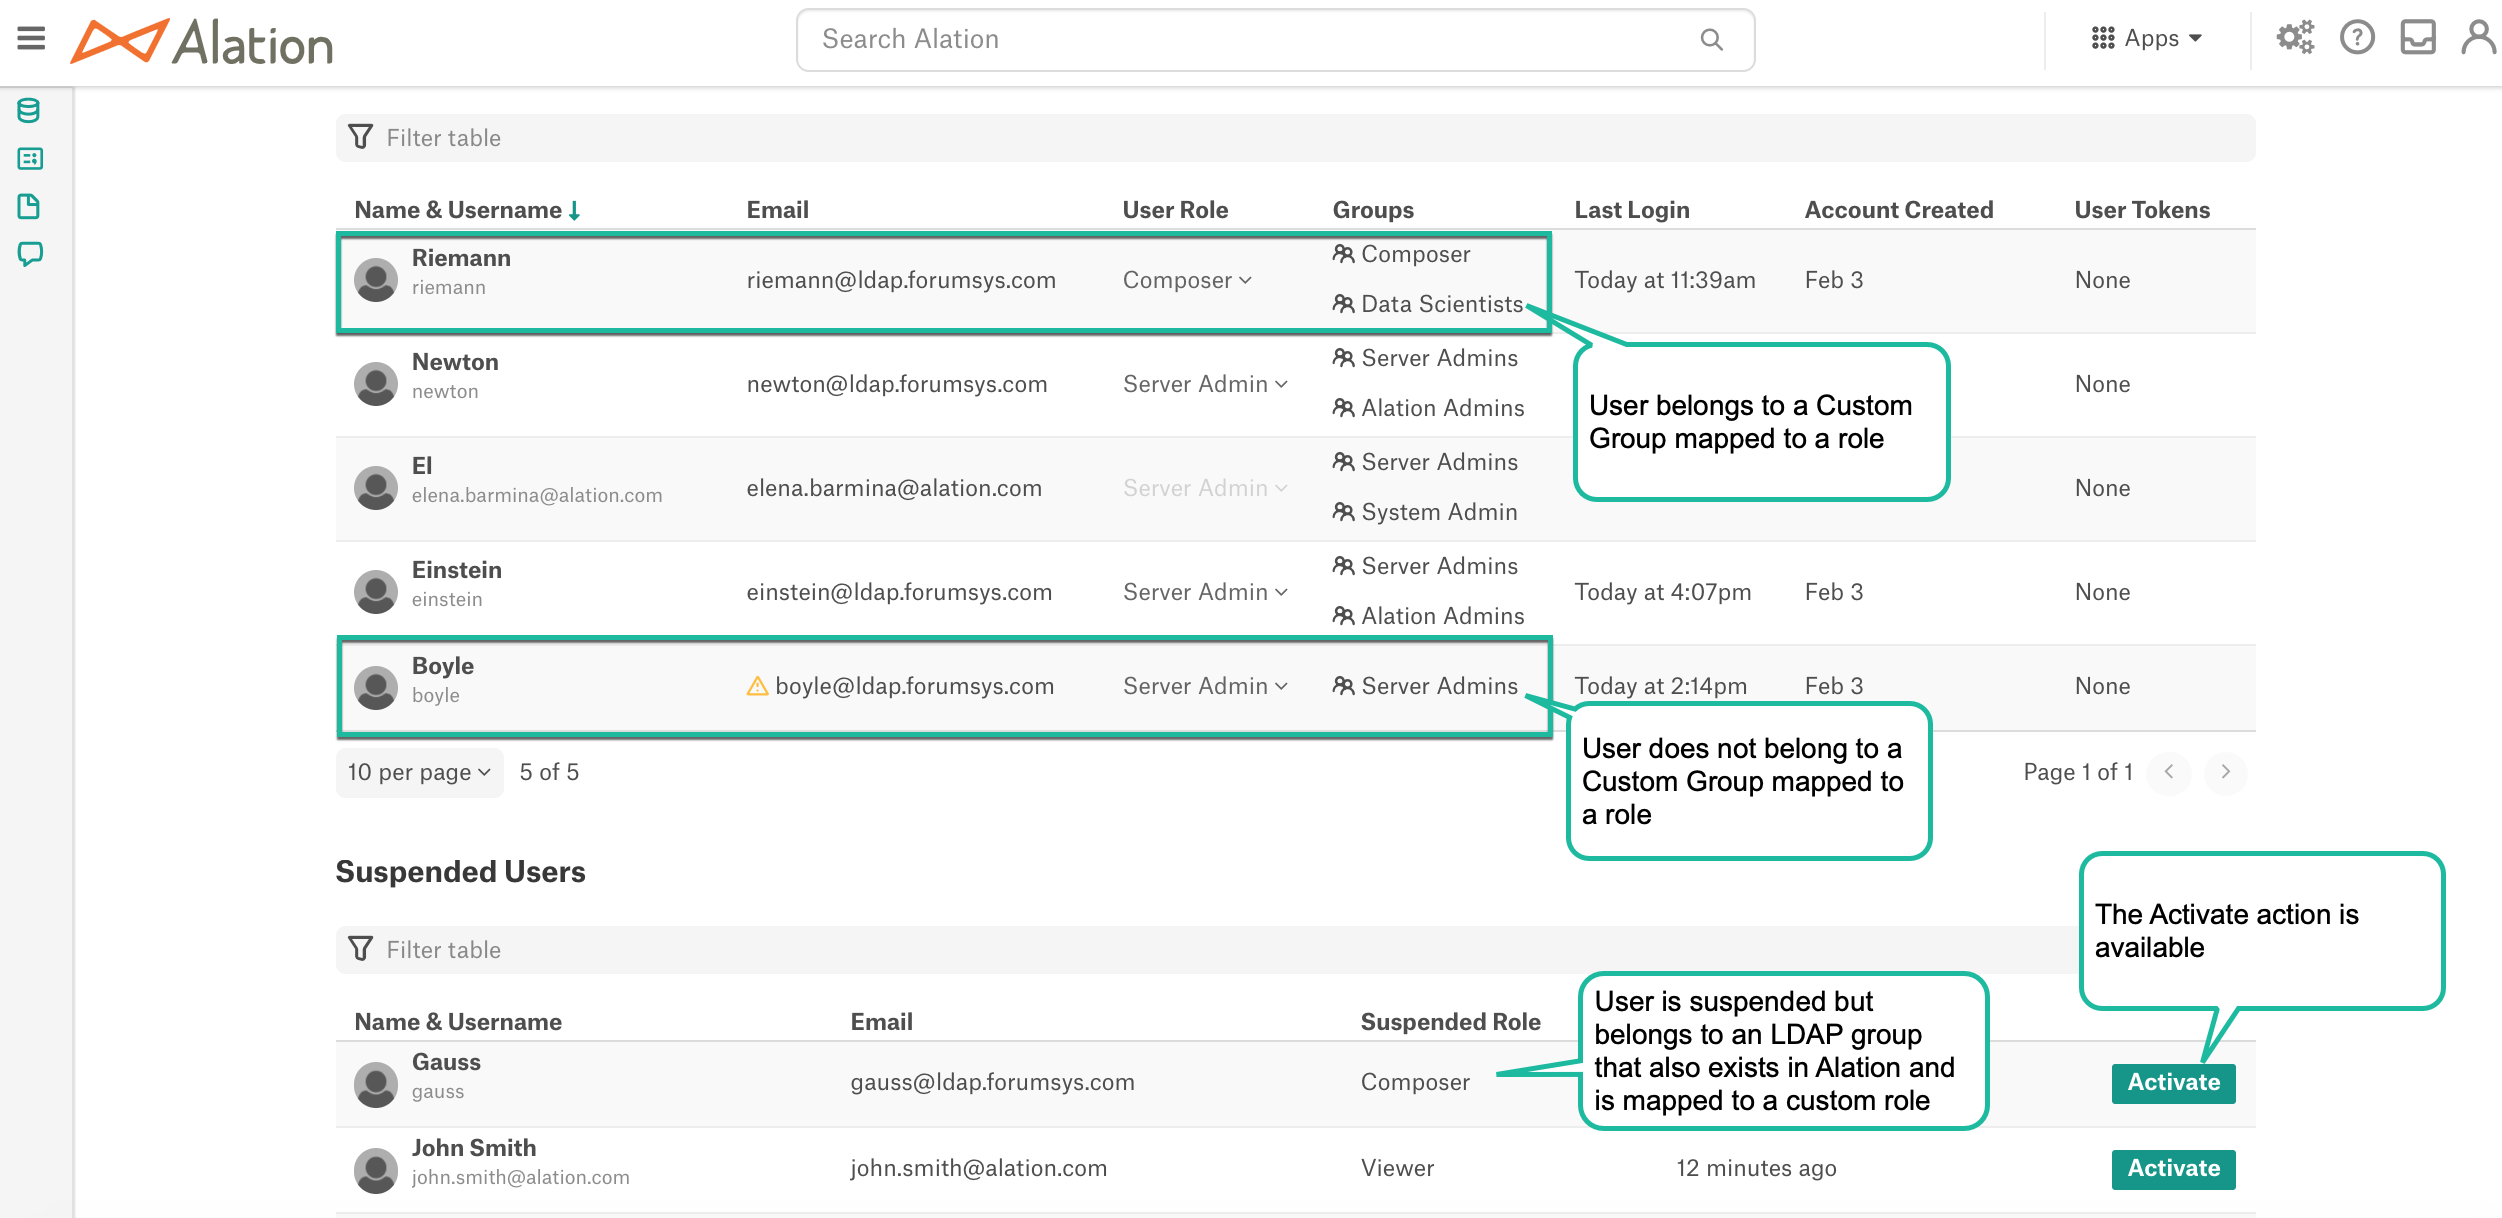 Alation
Search Alation
Apps
Filter table
Name & Username Email User Role Groups Last Login Account Created User Tokens
Riemann
riemann
riemann@ldap.forumsys.com
Composer
Composer
Data Scientists
Today at 11:39am
Feb 3
None
Newton
newton
newton@ldap.forumsys.com
Server Admin
Server Admins
Alation Admins
None
User belongs to a Custom
Group mapped to a role
El
elena.barmina@alation.com
elena.barmina@alation.com
Server Admin
Server Admins
System Admin
None
Einstein
einstein
einstein@ldap.forumsys.com
Server Admin
Server Admins
Alation Admins
Today at 4:07pm
Feb 3
None
Boyle
boyle
boyle@ldap.forumsys.com
Server Admin
Server Admins
Today at 2:14pm
Feb 3
None
User does not belong to a
Custom Group mapped to
a role
10 per page 5 of 5
Page 1 of 1
Suspended Users
Filter table
The Activate action is
available
Name & Username Email Suspended Role
User is suspended but
belongs to an LDAP group
that also exists in Alation and
is mapped to a custom role
Gauss
gauss
gauss@ldap.forumsys.com
Composer
Activate
John Smith
john.smith@alation.com
john.smith@alation.com
Viewer
12 minutes ago
Activate